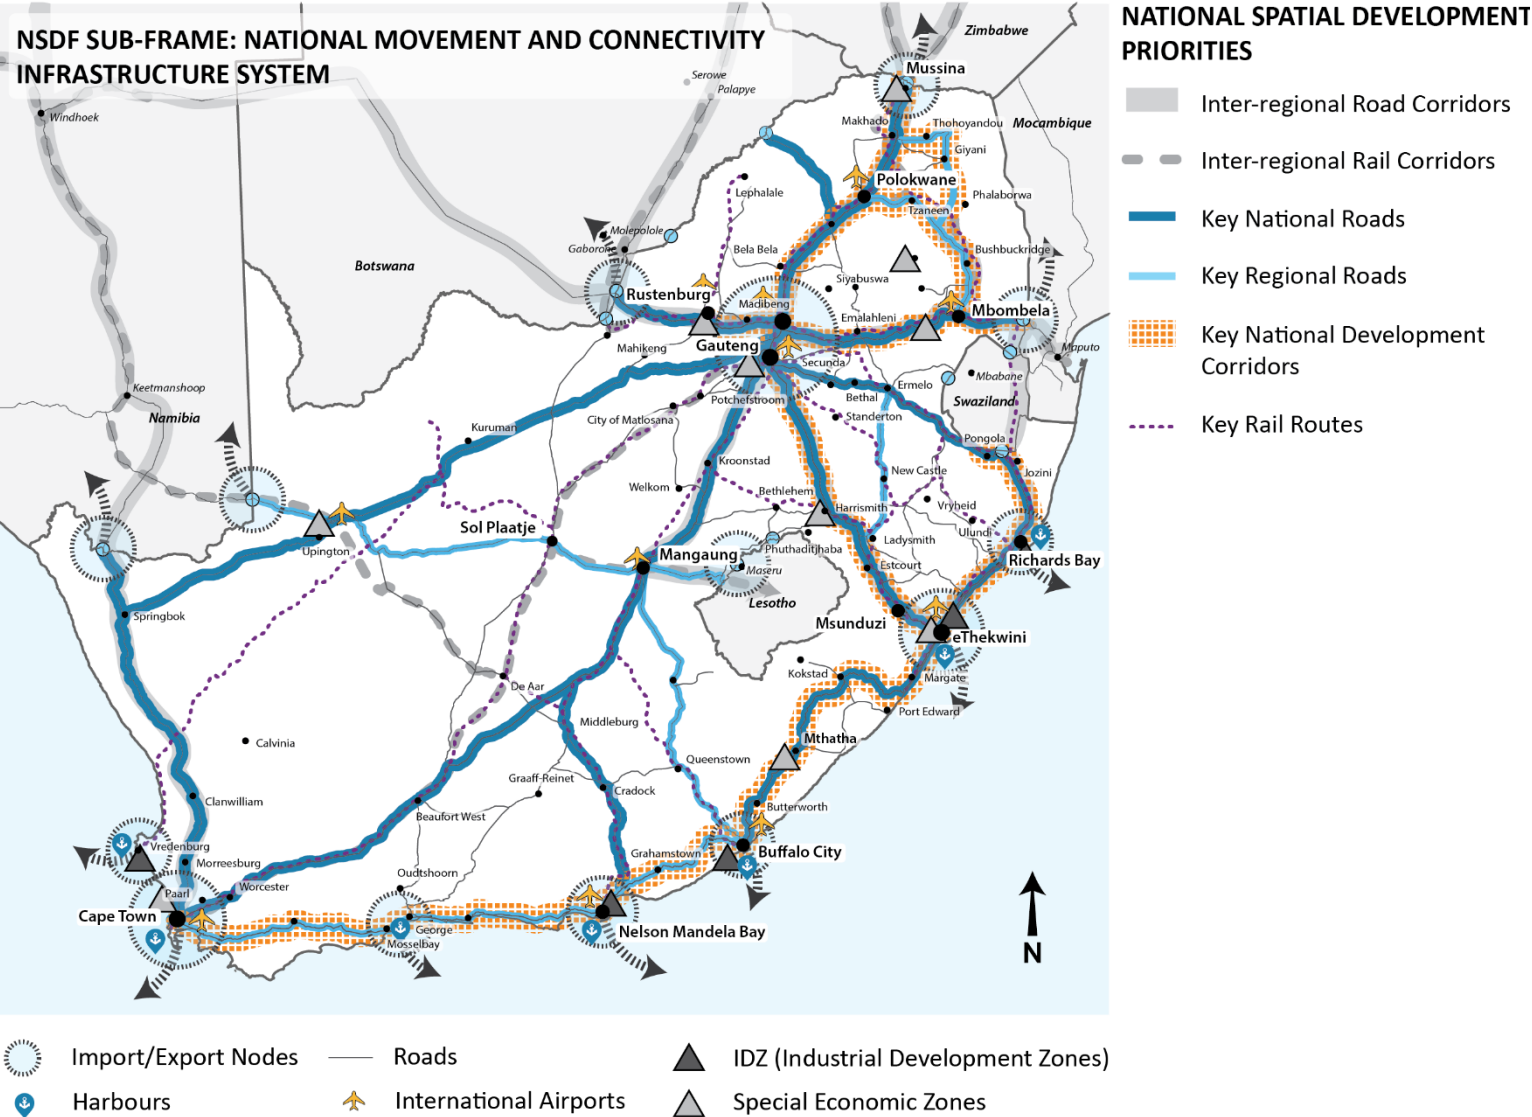 NSDF SUB-FRAME: NATIONAL MOVEMENT AND CONNECTIVITY
INFRASTRUCTURE SYSTEM
NATIONAL SPATIAL DEVELOPMENT
PRIORITIES
Inter-regional Road Corridors
Inter-regional Rail Corridors
Key National Roads
Key Regional Roads
Key National Development
Corridors
Key Rail Routes
Zimbabwe
Mussina
Serowe
Palapye
Windhoek
Makhado
Thohoyandou
Mocambique
Giyani
Polokwane
Lephalale
Phalaborwa
Tzaneen
Molepolole
Gaborone
Bela Bela
Bushbuckridge
Botswana
Siyabuswa
Rustenburg
Madibeng
Mbombela
Emalahleni
Gauteng
Mahikeng
Maputo
Secunda
Mbabane
Keetmanshoop
Ermelo
Bethal
Swaziland
Potchefstroom
Namibia
City of Matlosana
Standerton
Kuruman
Pongola
Kroonstad
New Castle
Jozini
Welkom
Bethlehem
Vryheid
Harrismith
Sol Plaatje
Ulundi
Upington
Ladysmith
Phuthaditjhaba
Mangaung
Richards Bay
Estcourt
Maseru
Lesotho
Springbok
Msunduzi
eThekwini
Kokstad
Margate
De Aar
Port Edward
Middleburg
Mthatha
Calvinia
Queenstown
Graaff-Reinet
Cradock
Clanwilliam
Butterworth
Beaufort West
Vredenburg
Grahamstown
Buffalo City
Morreesburg
Oudtshoorn
Worcester
Paarl
Cape Town
George
Nelson Mandela Bay
Mosselbay
N
Import/Export Nodes
Roads
IDZ (Industrial Development Zones)
Harbours
International Airports
Special Economic Zones